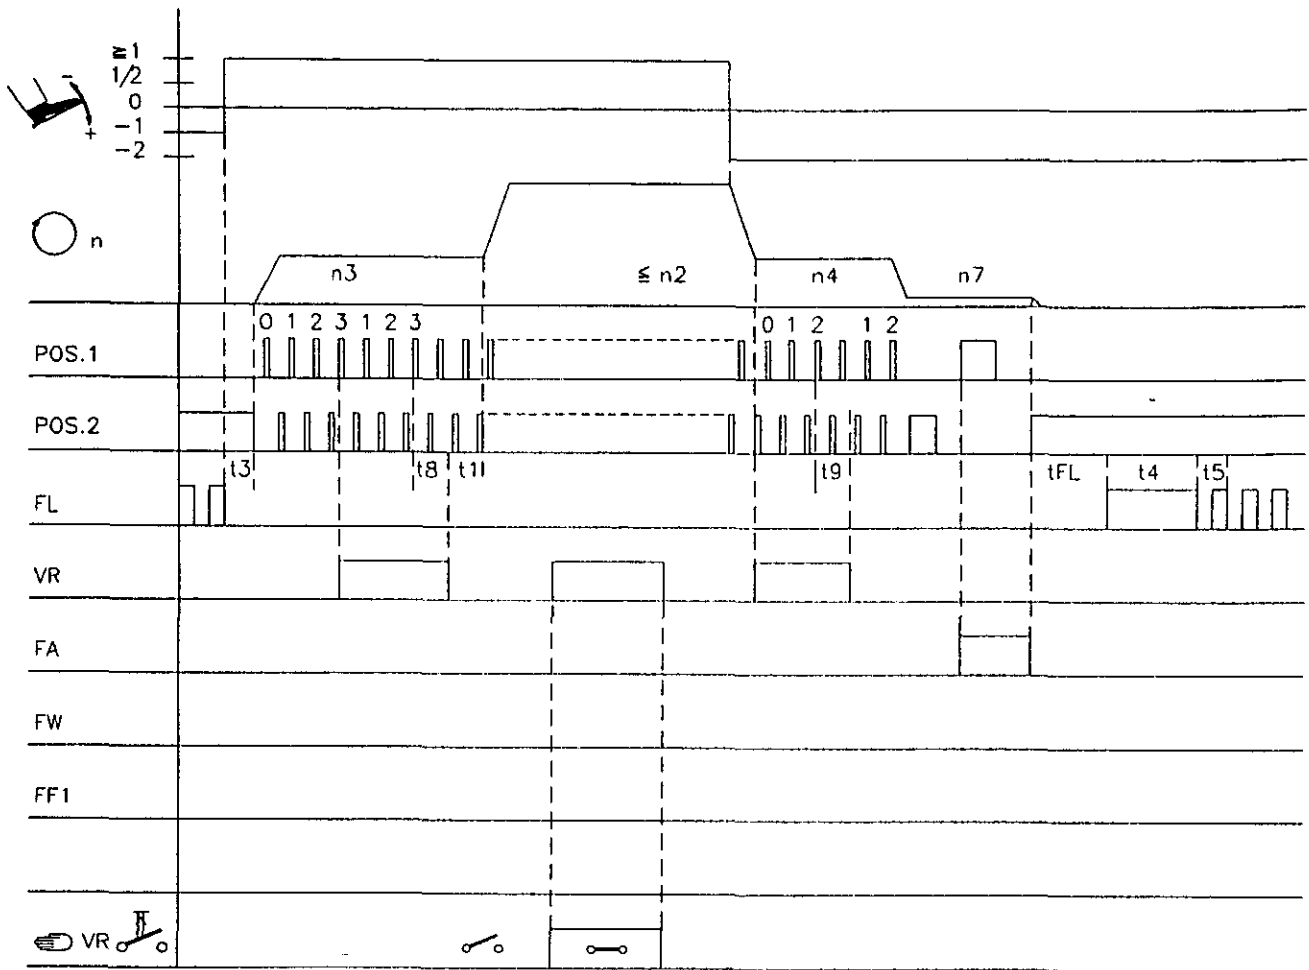 ≧ 1
1/2
0
-1
-2
-
+
n
n3
≦ n2
n4
n7
0 1 2 3 1 2 3
0 1 2 1 2
POS.1
POS.2
t3
t8
t1
t9
tFL
t4
t5
FL
VR
FA
FW
FF1
VR